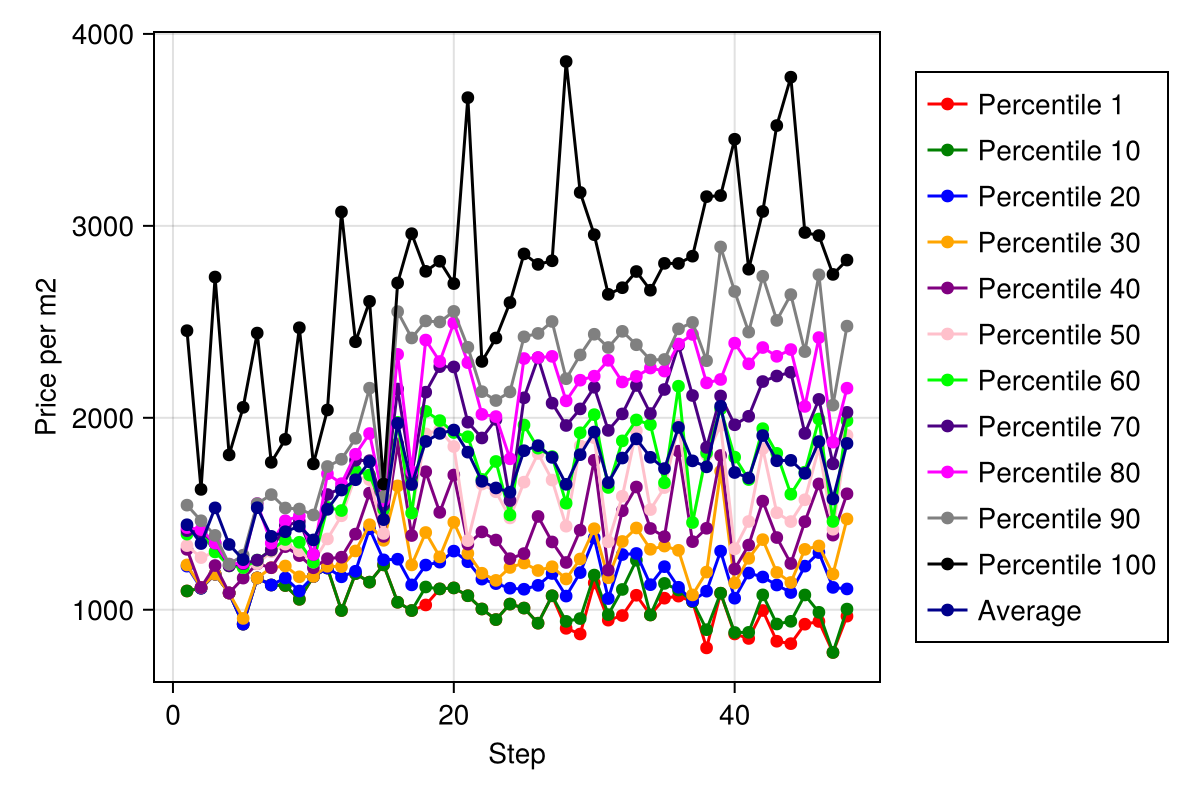 4000
3000
2000
1000
Price per m2
0
20
40
Step
Percentile 1
Percentile 10
Percentile 20
Percentile 30
Percentile 40
Percentile 50
Percentile 60
Percentile 70
Percentile 80
Percentile 90
Percentile 100
Average